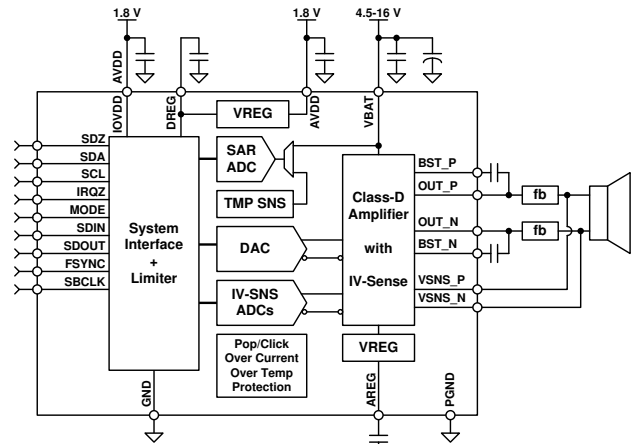 1.8 V
1.8 V
4.5-16 V
AVDD
IOVDD
DREG
VREG
AVDD
VBAT
SDZ
SDA
SCL
IRQZ
MODE
SDIN
SDOUT
FSYNC
SBCLK
System
Interface
+
Limiter
SAR
ADC
TMP SNS
DAC
IV-SNS
ADCs
Class-D
Amplifier
with
IV-Sense
BST_P
OUT_P
OUT_N
BST_N
VSNS_P
VSNS_N
fb
fb
Pop/Click
Over Current
Over Temp
Protection
VREG
GND
AREG
PGND